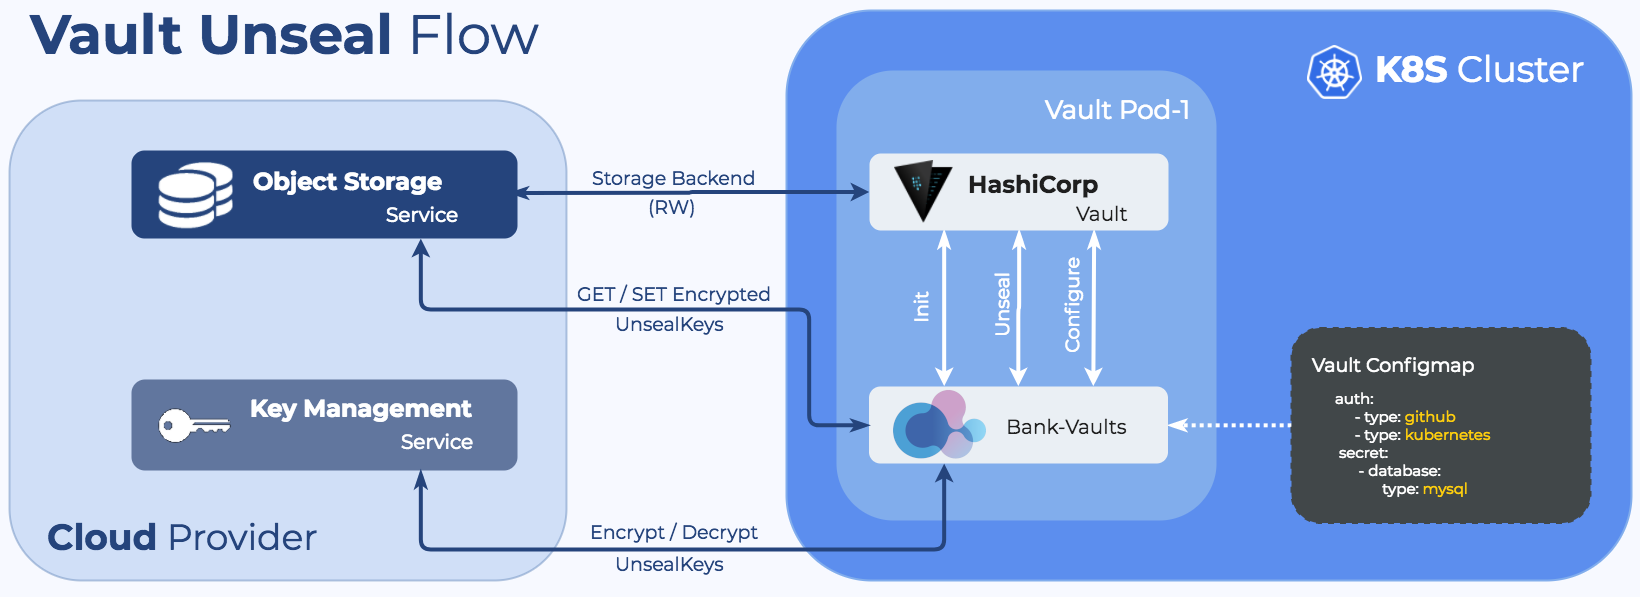 Vault Unseal Flow
K8S Cluster
Vault Pod-1
Object Storage
Service
Storage Backend
(RW)
HashiCorp
Vault
GET / SET Encrypted
UnsealKeys
Init
Unseal
Configure
Key Management
Service
Bank-Vaults
Vault Configmap
auth:
- type: github
- type: kubernetes
secret:
- database:
type: mysql
Cloud Provider
Encrypt / Decrypt
UnsealKeys